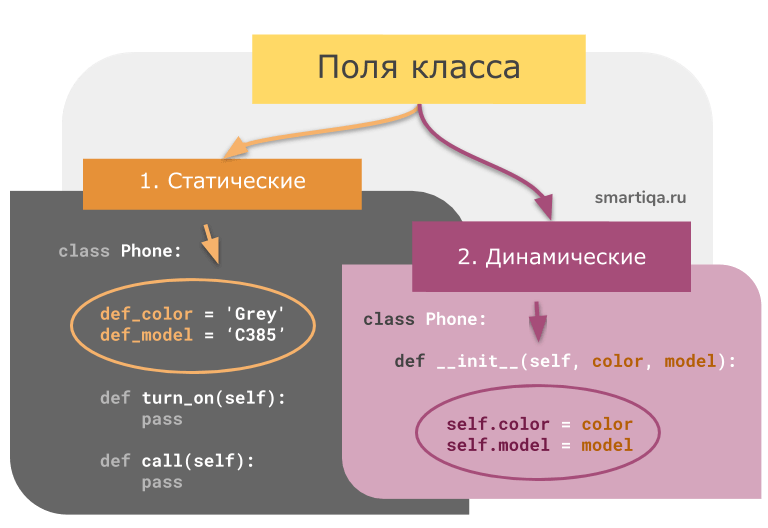 Поля класса
1. Статические
smartiqa.ru
class Phone:
def_color = 'Grey'
def_model = ‘C385’
def turn_on(self):
pass
def call(self):
pass
2. Динамические
class Phone:
def __init__(self, color, model):
self.color = color
self.model = model